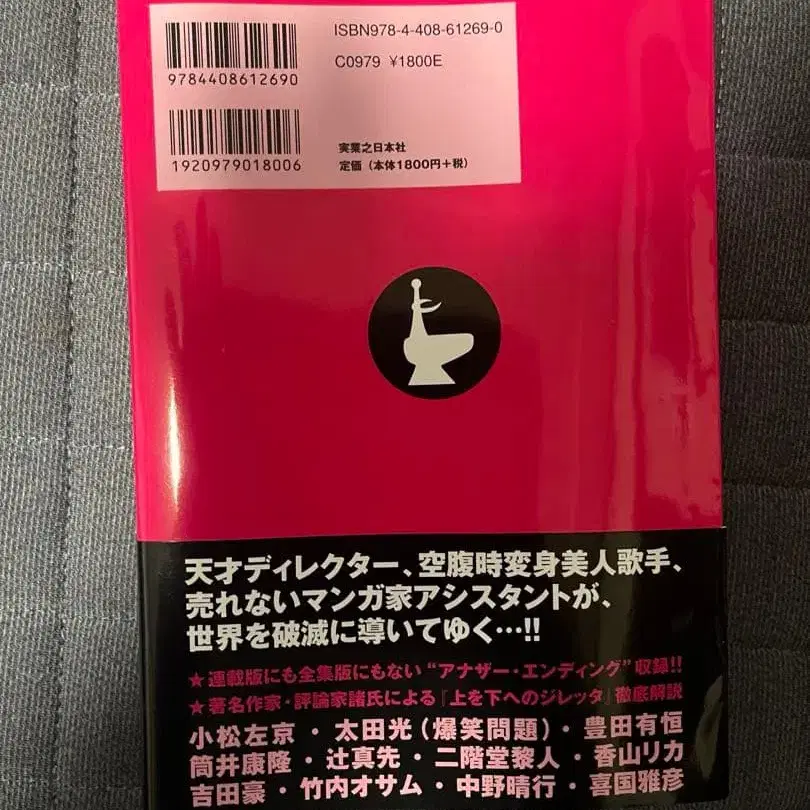 ISBN978-4-408-61269-0
9784408612690
C0979 ¥1800E
1920979018006
実業之日本社
定価(本体1800円+税)
天才ディレクター、空腹時変身美人歌手、
売れないマンガ家アシスタントが、
世界を破滅に導いてゆく…!!
★連載版にも全集版にもない“アナザー・エンディング”収録!!
★著名作家・評論家諸氏による『上を下へのジレッタ』徹底解説
小松左京・太田光(爆笑問題)・豊田有恒
筒井康隆・辻真先・二階堂黎人・香山リカ
吉田豪・竹内オサム・中野晴行・喜国雅彦